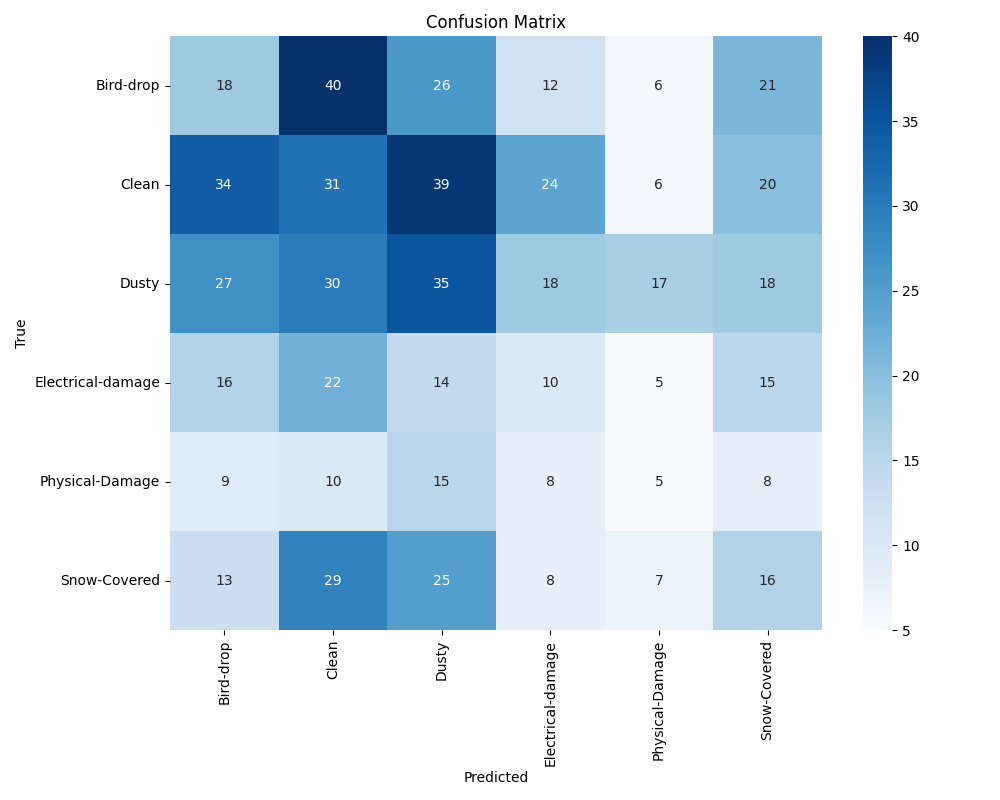 Confusion Matrix
True
Bird-drop 18 40 26 12 6 21
Clean 34 31 39 24 6 20
Dusty 27 30 35 18 17 18
Electrical-damage 16 22 14 10 5 15
Physical-Damage 9 10 15 8 5 8
Snow-Covered 13 29 25 8 7 16
Bird-drop
Clean
Dusty
Electrical-damage
Physical-Damage
Snow-Covered
Predicted
40
35
30
25
20
15
10
5